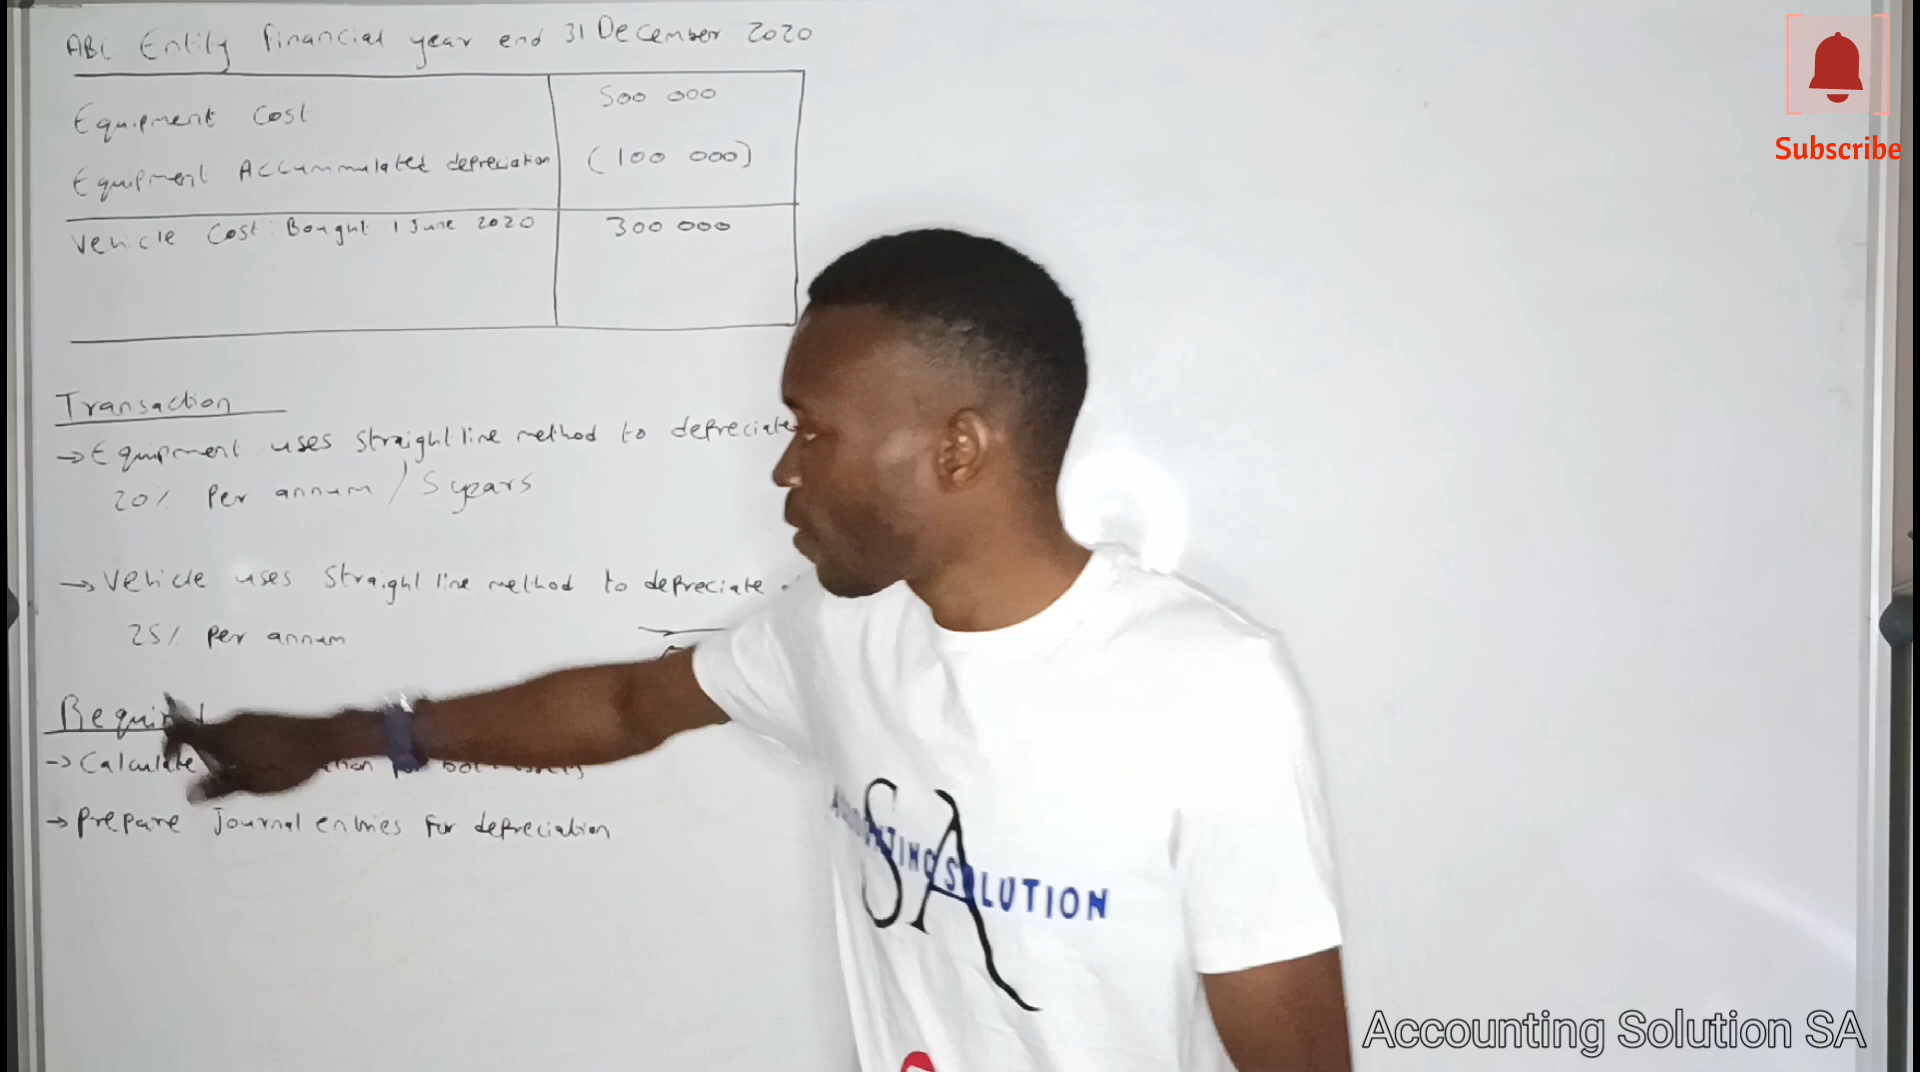 ABC Entity financial year end 31 December 2020
Equipment Cost 500 000
Equipment Accummulated depreciation (100 000)
Vehicle Cost: Bought 1 June 2020 300 000
Transaction
→ Equipment uses straight line method to depreciate
20% Per annum / 5 years
→ Vehicle uses straight line method to depreciate
25% Per annum
→ Calculate
→ Prepare journal entries for depreciation
SA
SOLUTION
Subscribe
Accounting Solution SA